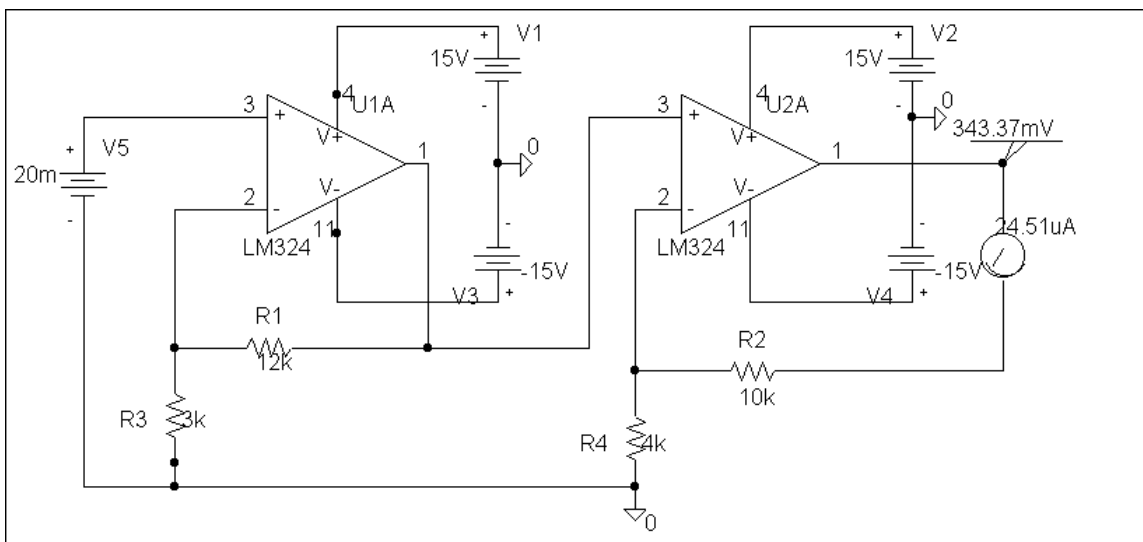 V1
+
15V
-
4
U1A
3
+
V+
V5
+
20m
-
0
1
V-
2
-
11
LM324
-
-15V
+
V3
R1
12k
R3
3k
V2
+
15V
-
4
U2A
0
343.37mV
3
+
V+
1
V-
2
-
11
LM324
-
24.51uA
-15V
+
V4
R2
10k
R4
4k
0